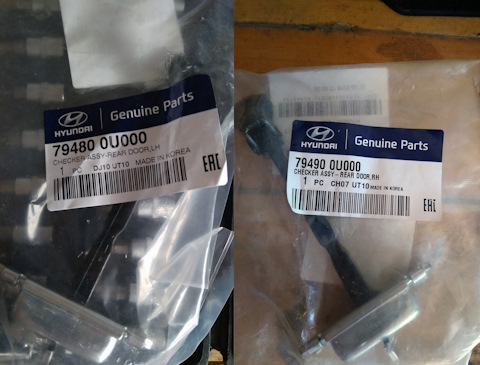 HYUNDAI
Genuine Parts
79480 0U000
CHECKER ASSY-REAR DOOR,LH
1 PC DJ10 UT10 MADE IN KOREA
EAC
HYUNDAI
Genuine Parts
79490 0U000
CHECKER ASSY-REAR DOOR,RH
1 PC CH07 UT10 MADE IN KOREA
EAC